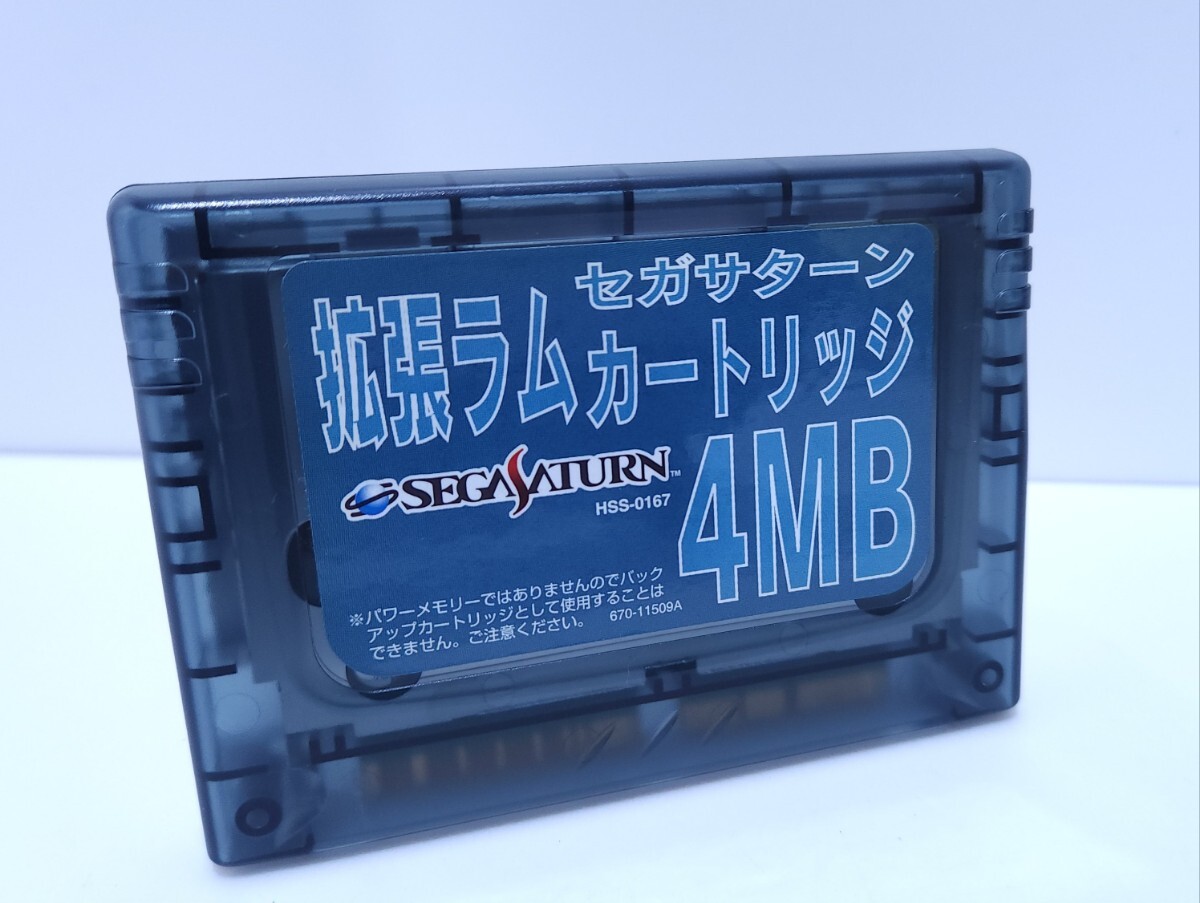 セガサターン
拡張ラムカートリッジ
SEGASATURN™
HSS-0167
4MB
※パワーメモリーではありませんのでバック
アップカートリッジとして使用することは
できません。ご注意ください。 670-11509A